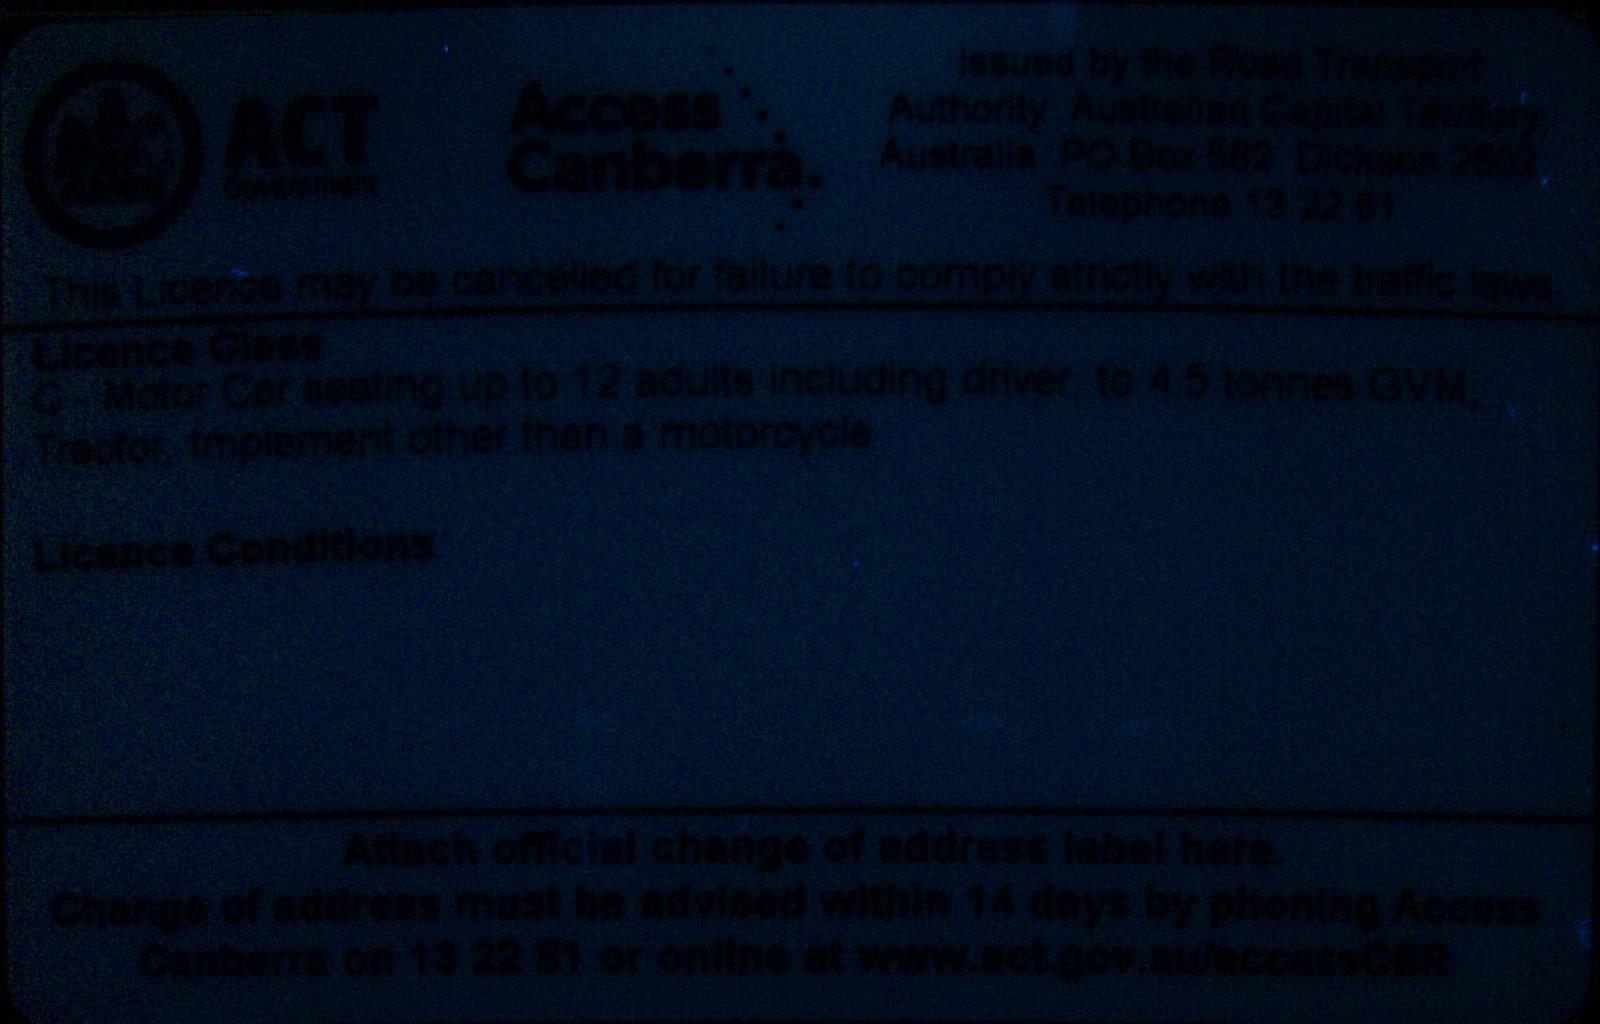 ACT
Government
Access
Canberra.
Issued by the Road Transport
Authority Australian Capital Territory,
Australia PO Box 582 Dickson 2602
Telephone 13 22 81
This Licence may be cancelled for failure to comply strictly with the traffic laws.
Licence Class
C - Motor Car seating up to 12 adults including driver, to 4.5 tonnes GVM,
Tractor, Implement other than a motorcycle
Licence Conditions
Attach official change of address label here.
Change of address must be advised within 14 days by phoning Access
Canberra on 13 22 81 or online at www.act.gov.au/accessCBR